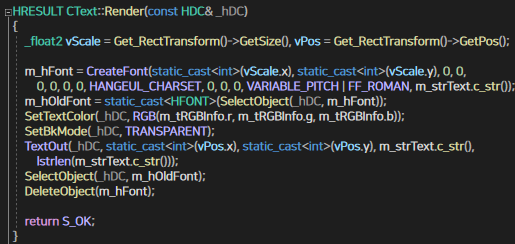 HRESULT CText::Render(const HDC& _hDC)
{
    _float2 vScale = Get_RectTransform()->GetSize(), vPos = Get_RectTransform()->GetPos();

    m_hFont = CreateFont(static_cast<int>(vScale.x), static_cast<int>(vScale.y), 0, 0,
        0, 0, 0, 0, HANGEUL_CHARSET, 0, 0, 0, VARIABLE_PITCH | FF_ROMAN, m_strText.c_str());
    m_hOldFont = static_cast<HFONT>(SelectObject(_hDC, m_hFont));
    SetTextColor(_hDC, RGB(m_tRGBInfo.r, m_tRGBInfo.g, m_tRGBInfo.b));
    SetBkMode(_hDC, TRANSPARENT);
    TextOut(_hDC, static_cast<int>(vPos.x), static_cast<int>(vPos.y), m_strText.c_str(),
        lstrlen(m_strText.c_str()));
    SelectObject(_hDC, m_hOldFont);
    DeleteObject(m_hFont);

    return S_OK;
}